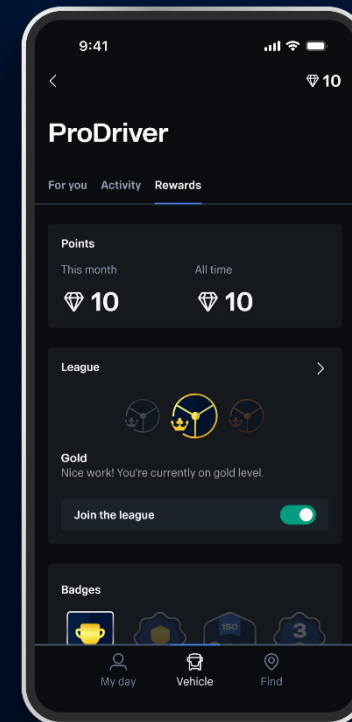 9:41
10
ProDriver
For you Activity Rewards
Points
This month All time
10 10
League
Gold
Nice work! You're currently on gold level.
Join the league
Badges
150 3
My day Vehicle Find